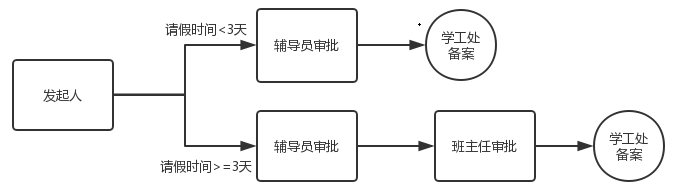 请假时间<3天
发起人
辅导员审批
学工处
备案
请假时间>=3天
辅导员审批
班主任审批
学工处
备案